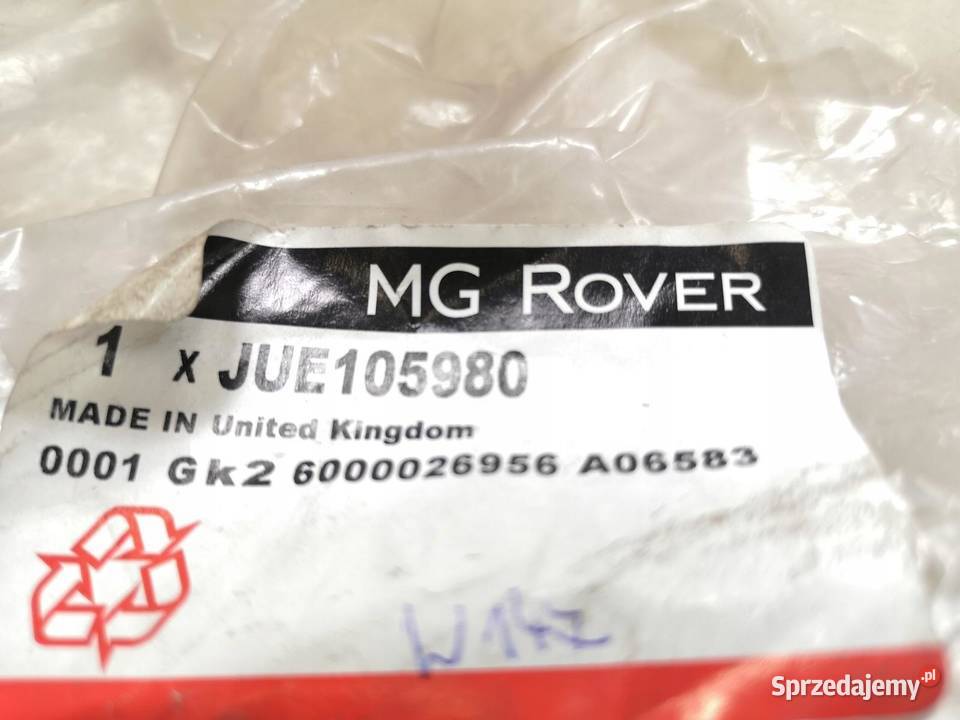 MG ROVER
1 x JUE105980
MADE IN United Kingdom
0001 Gk2 6000026956 A06583
Sprzedajemy.pl